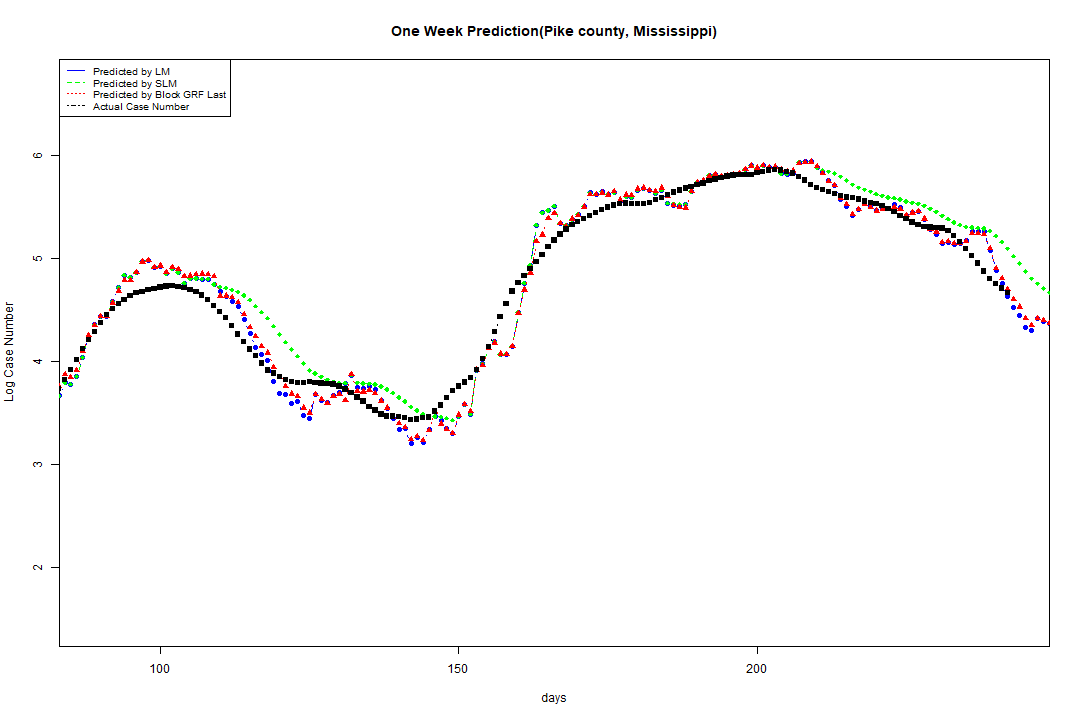 One Week Prediction(Pike county, Mississippi)
Predicted by LM
Predicted by SLM
Predicted by Block GRF Last
Actual Case Number
6
5
4
3
2
Log Case Number
100
150
200
days